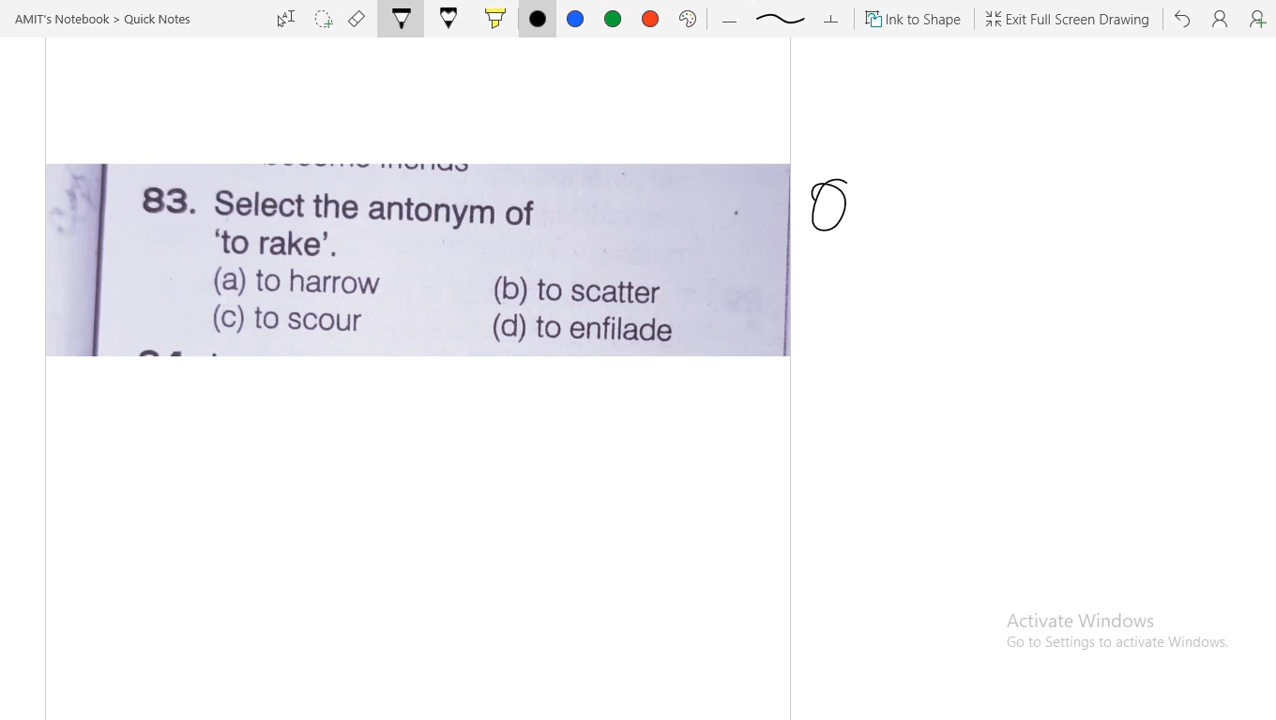 AMIT's Notebook > Quick Notes
Ink to Shape
Exit Full Screen Drawing
83. Select the antonym of
'to rake'.
(a) to harrow (b) to scatter
(c) to scour (d) to enfilade
Activate Windows
Go to Settings to activate Windows.